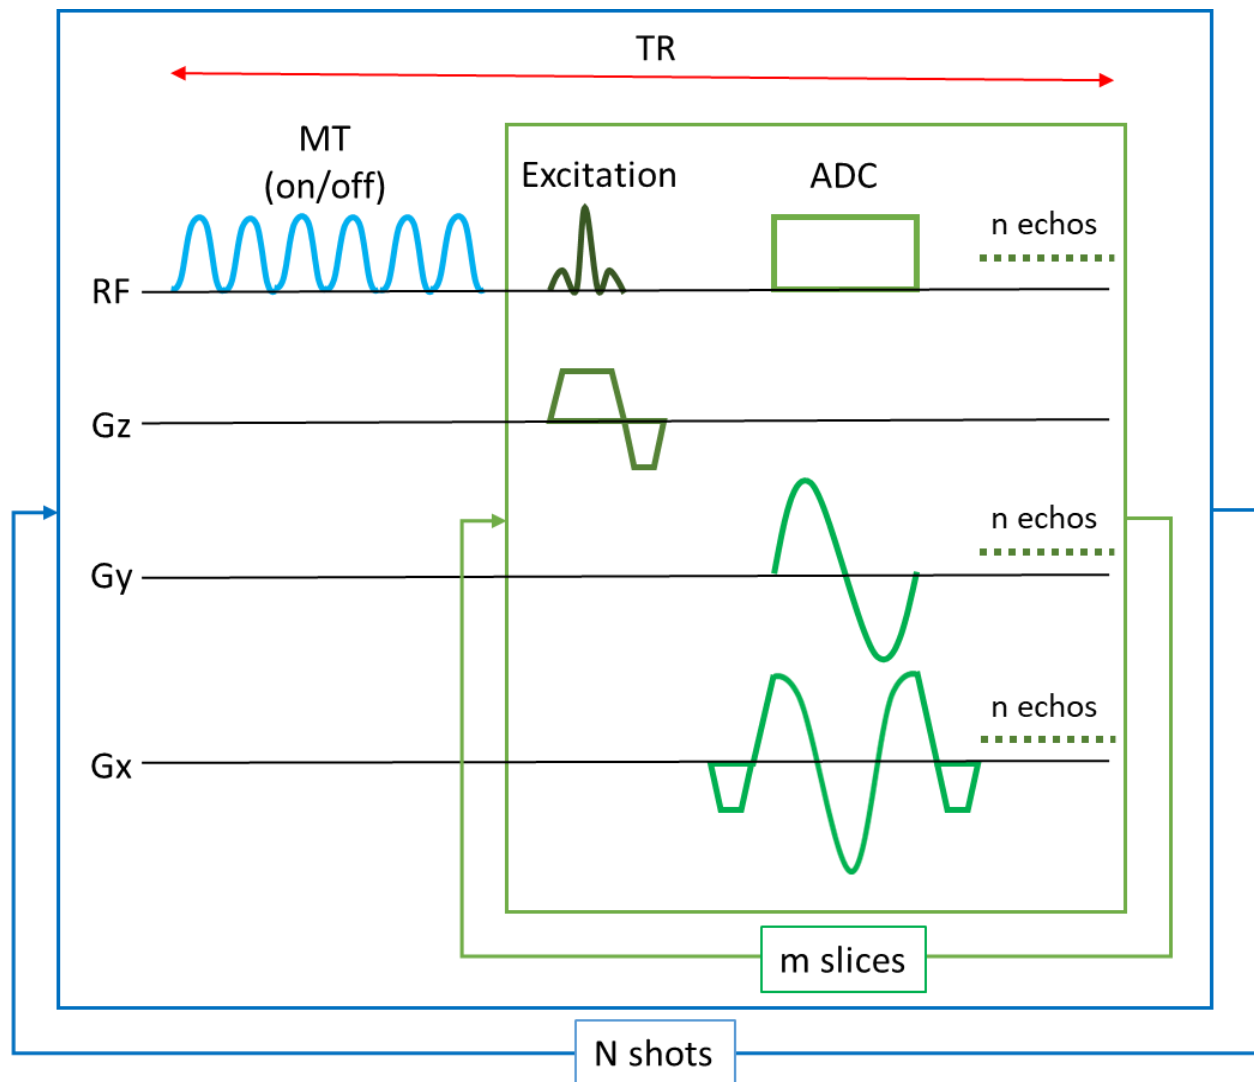 TR
MT
(on/off)
Excitation
ADC
n echos
RF
Gz
n echos
Gy
n echos
Gx
m slices
N shots